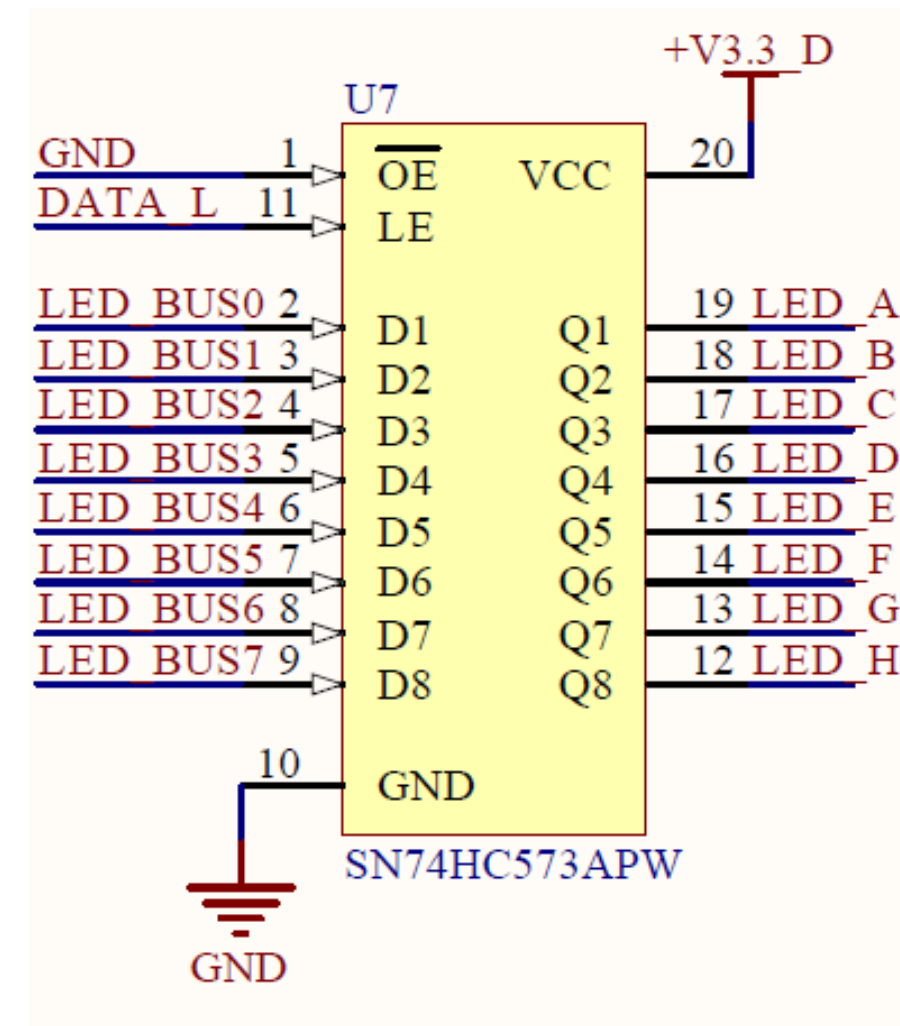 +V3.3_D
U7
GND 1 OE VCC 20
DATA_L 11 LE
LED_BUS0 2 D1 Q1 19 LED_A
LED_BUS1 3 D2 Q2 18 LED_B
LED_BUS2 4 D3 Q3 17 LED_C
LED_BUS3 5 D4 Q4 16 LED_D
LED_BUS4 6 D5 Q5 15 LED_E
LED_BUS5 7 D6 Q6 14 LED_F
LED_BUS6 8 D7 Q7 13 LED_G
LED_BUS7 9 D8 Q8 12 LED_H
10 GND
SN74HC573APW
GND